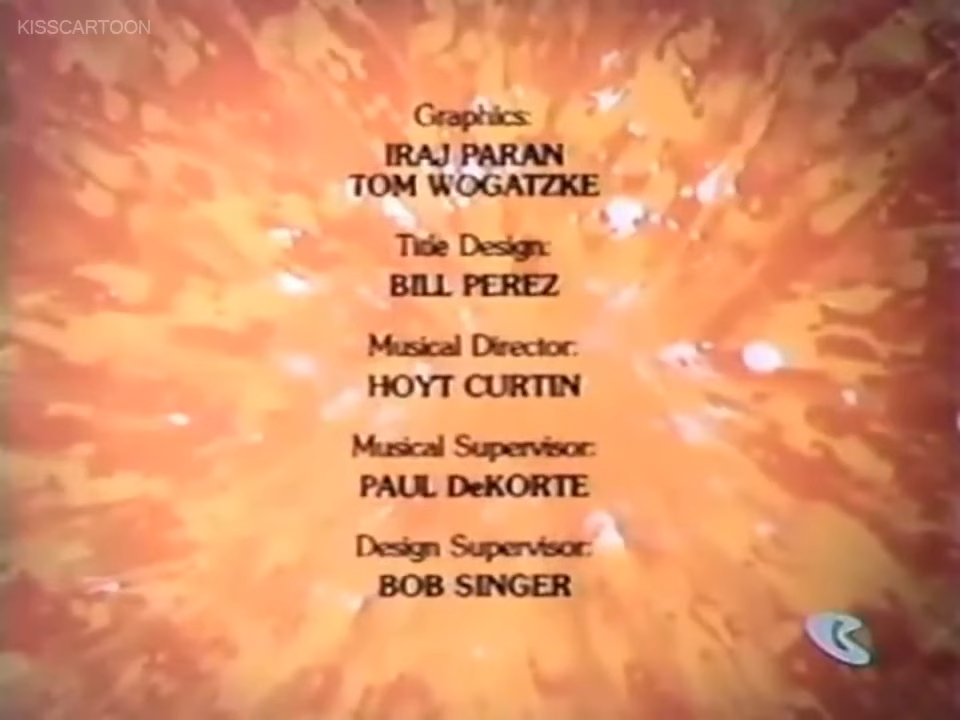 KISSCARTOON
Graphics:
IRAJ PARAN
TOM WOGATZKE
Title Design:
BILL PEREZ
Musical Director:
HOYT CURTIN
Musical Supervisor:
PAUL DeKORTE
Design Supervisor:
BOB SINGER